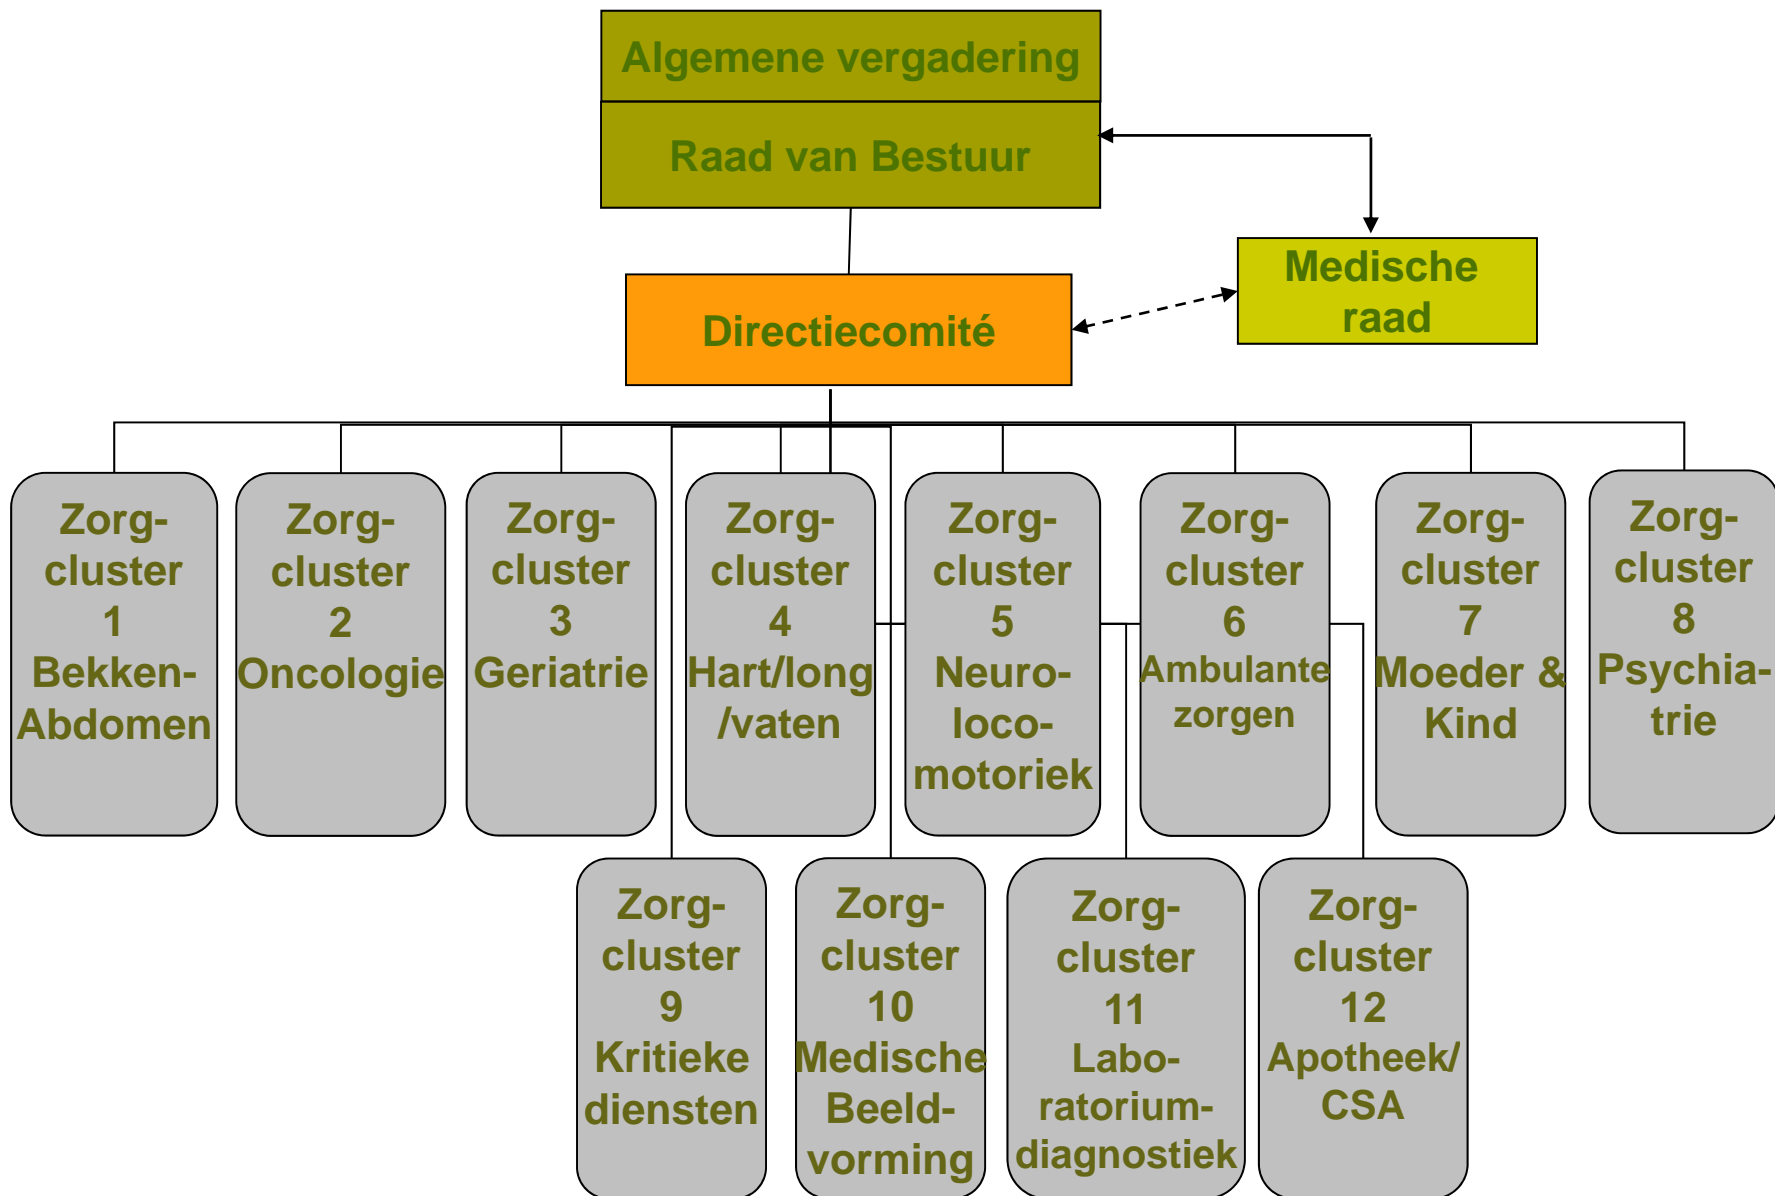 Algemene vergadering
Raad van Bestuur
Medische
raad
Directiecomité
Zorg-
cluster
1
Bekken-
Abdomen
Zorg-
cluster
2
Oncologie
Zorg-
cluster
3
Geriatrie
Zorg-
cluster
4
Hart/long
/vaten
Zorg-
cluster
5
Neuro-
loco-
motoriek
Zorg-
cluster
6
Ambulante
zorgen
Zorg-
cluster
7
Moeder &
Kind
Zorg-
cluster
8
Psychia-
trie
Zorg-
cluster
9
Kritieke
diensten
Zorg-
cluster
10
Medische
Beeld-
vorming
Zorg-
cluster
11
Labo-
ratorium-
diagnostiek
Zorg-
cluster
12
Apotheek/
CSA